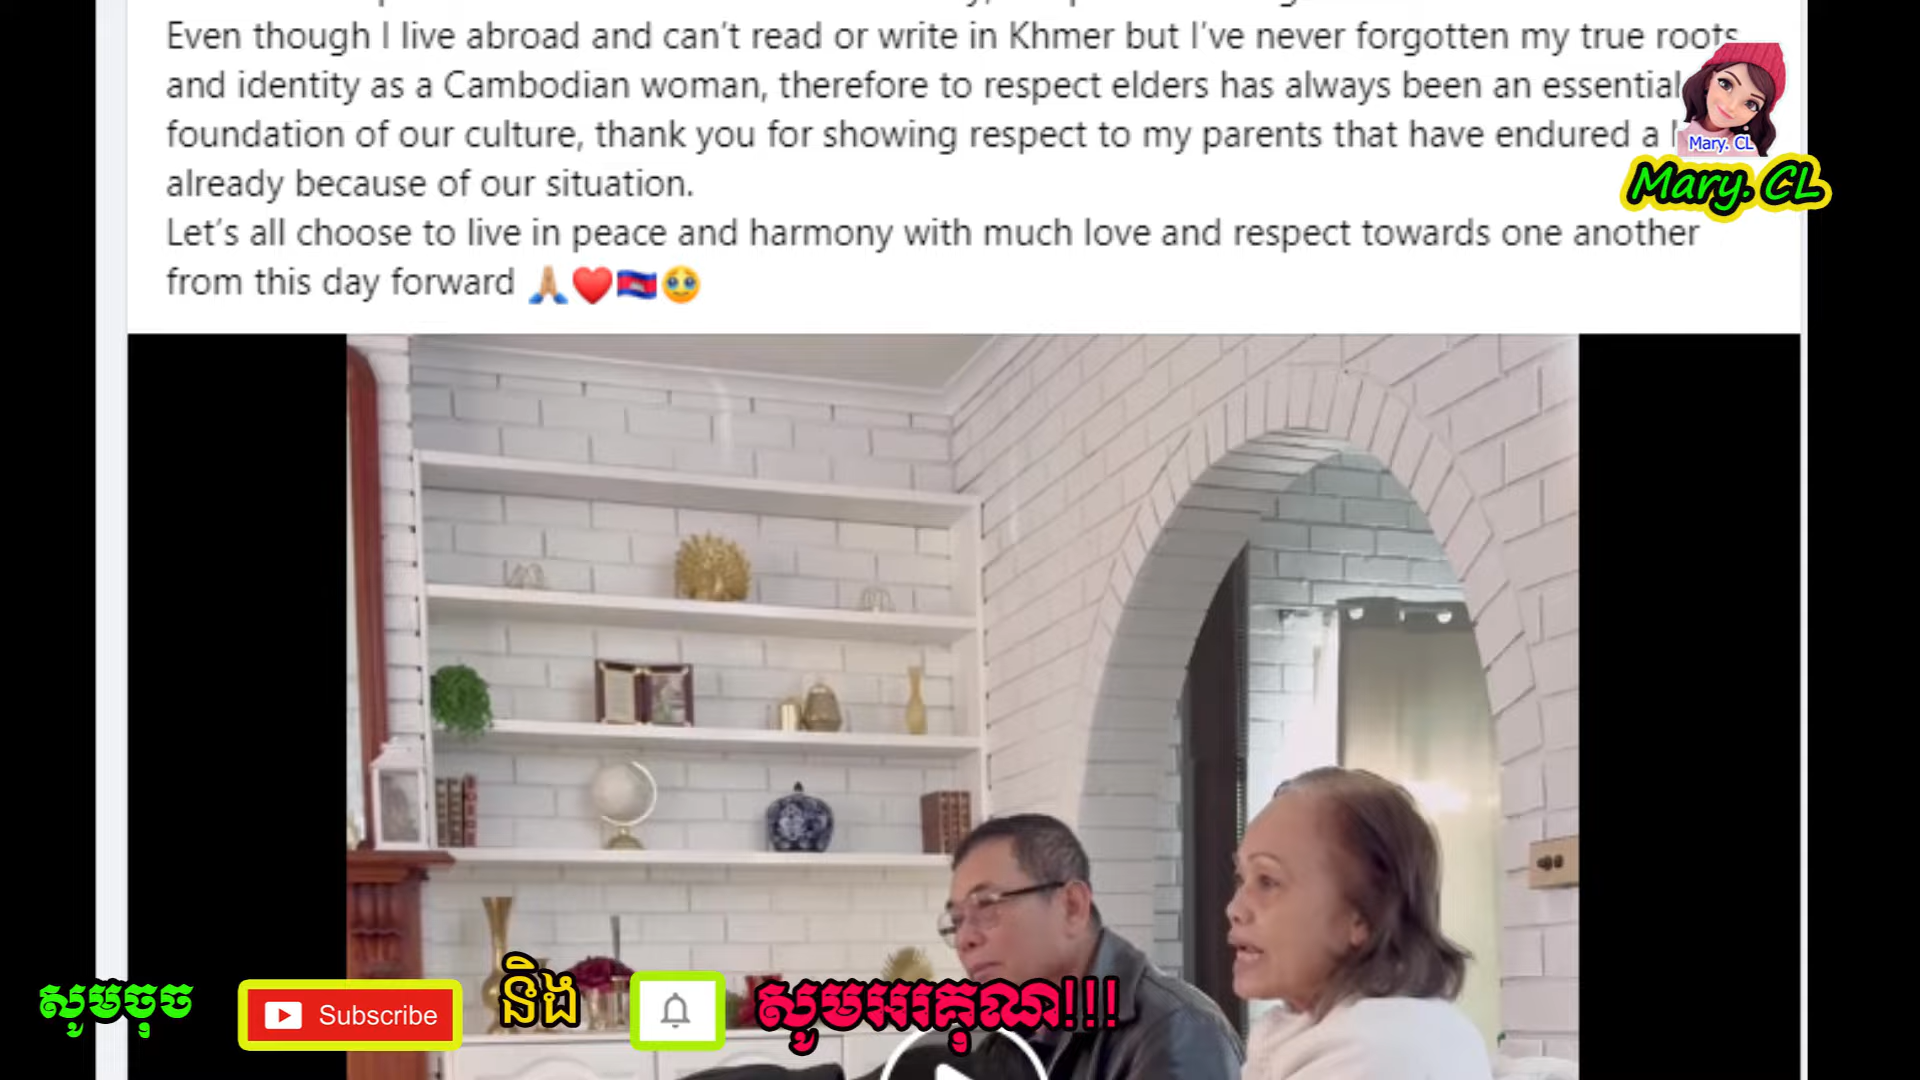 Even though I live abroad and can't read or write in Khmer but I've never forgotten my true roots
and identity as a Cambodian woman, therefore to respect elders has always been an essential
foundation of our culture, thank you for showing respect to my parents that have endured a
already because of our situation.
Let's all choose to live in peace and harmony with much love and respect towards one another
from this day forward 🙏🏽❤️🇰🇭🥹
Mary. CL
Mary. CL
សូមចុច
Subscribe
និង
សូមអរគុណ!!!